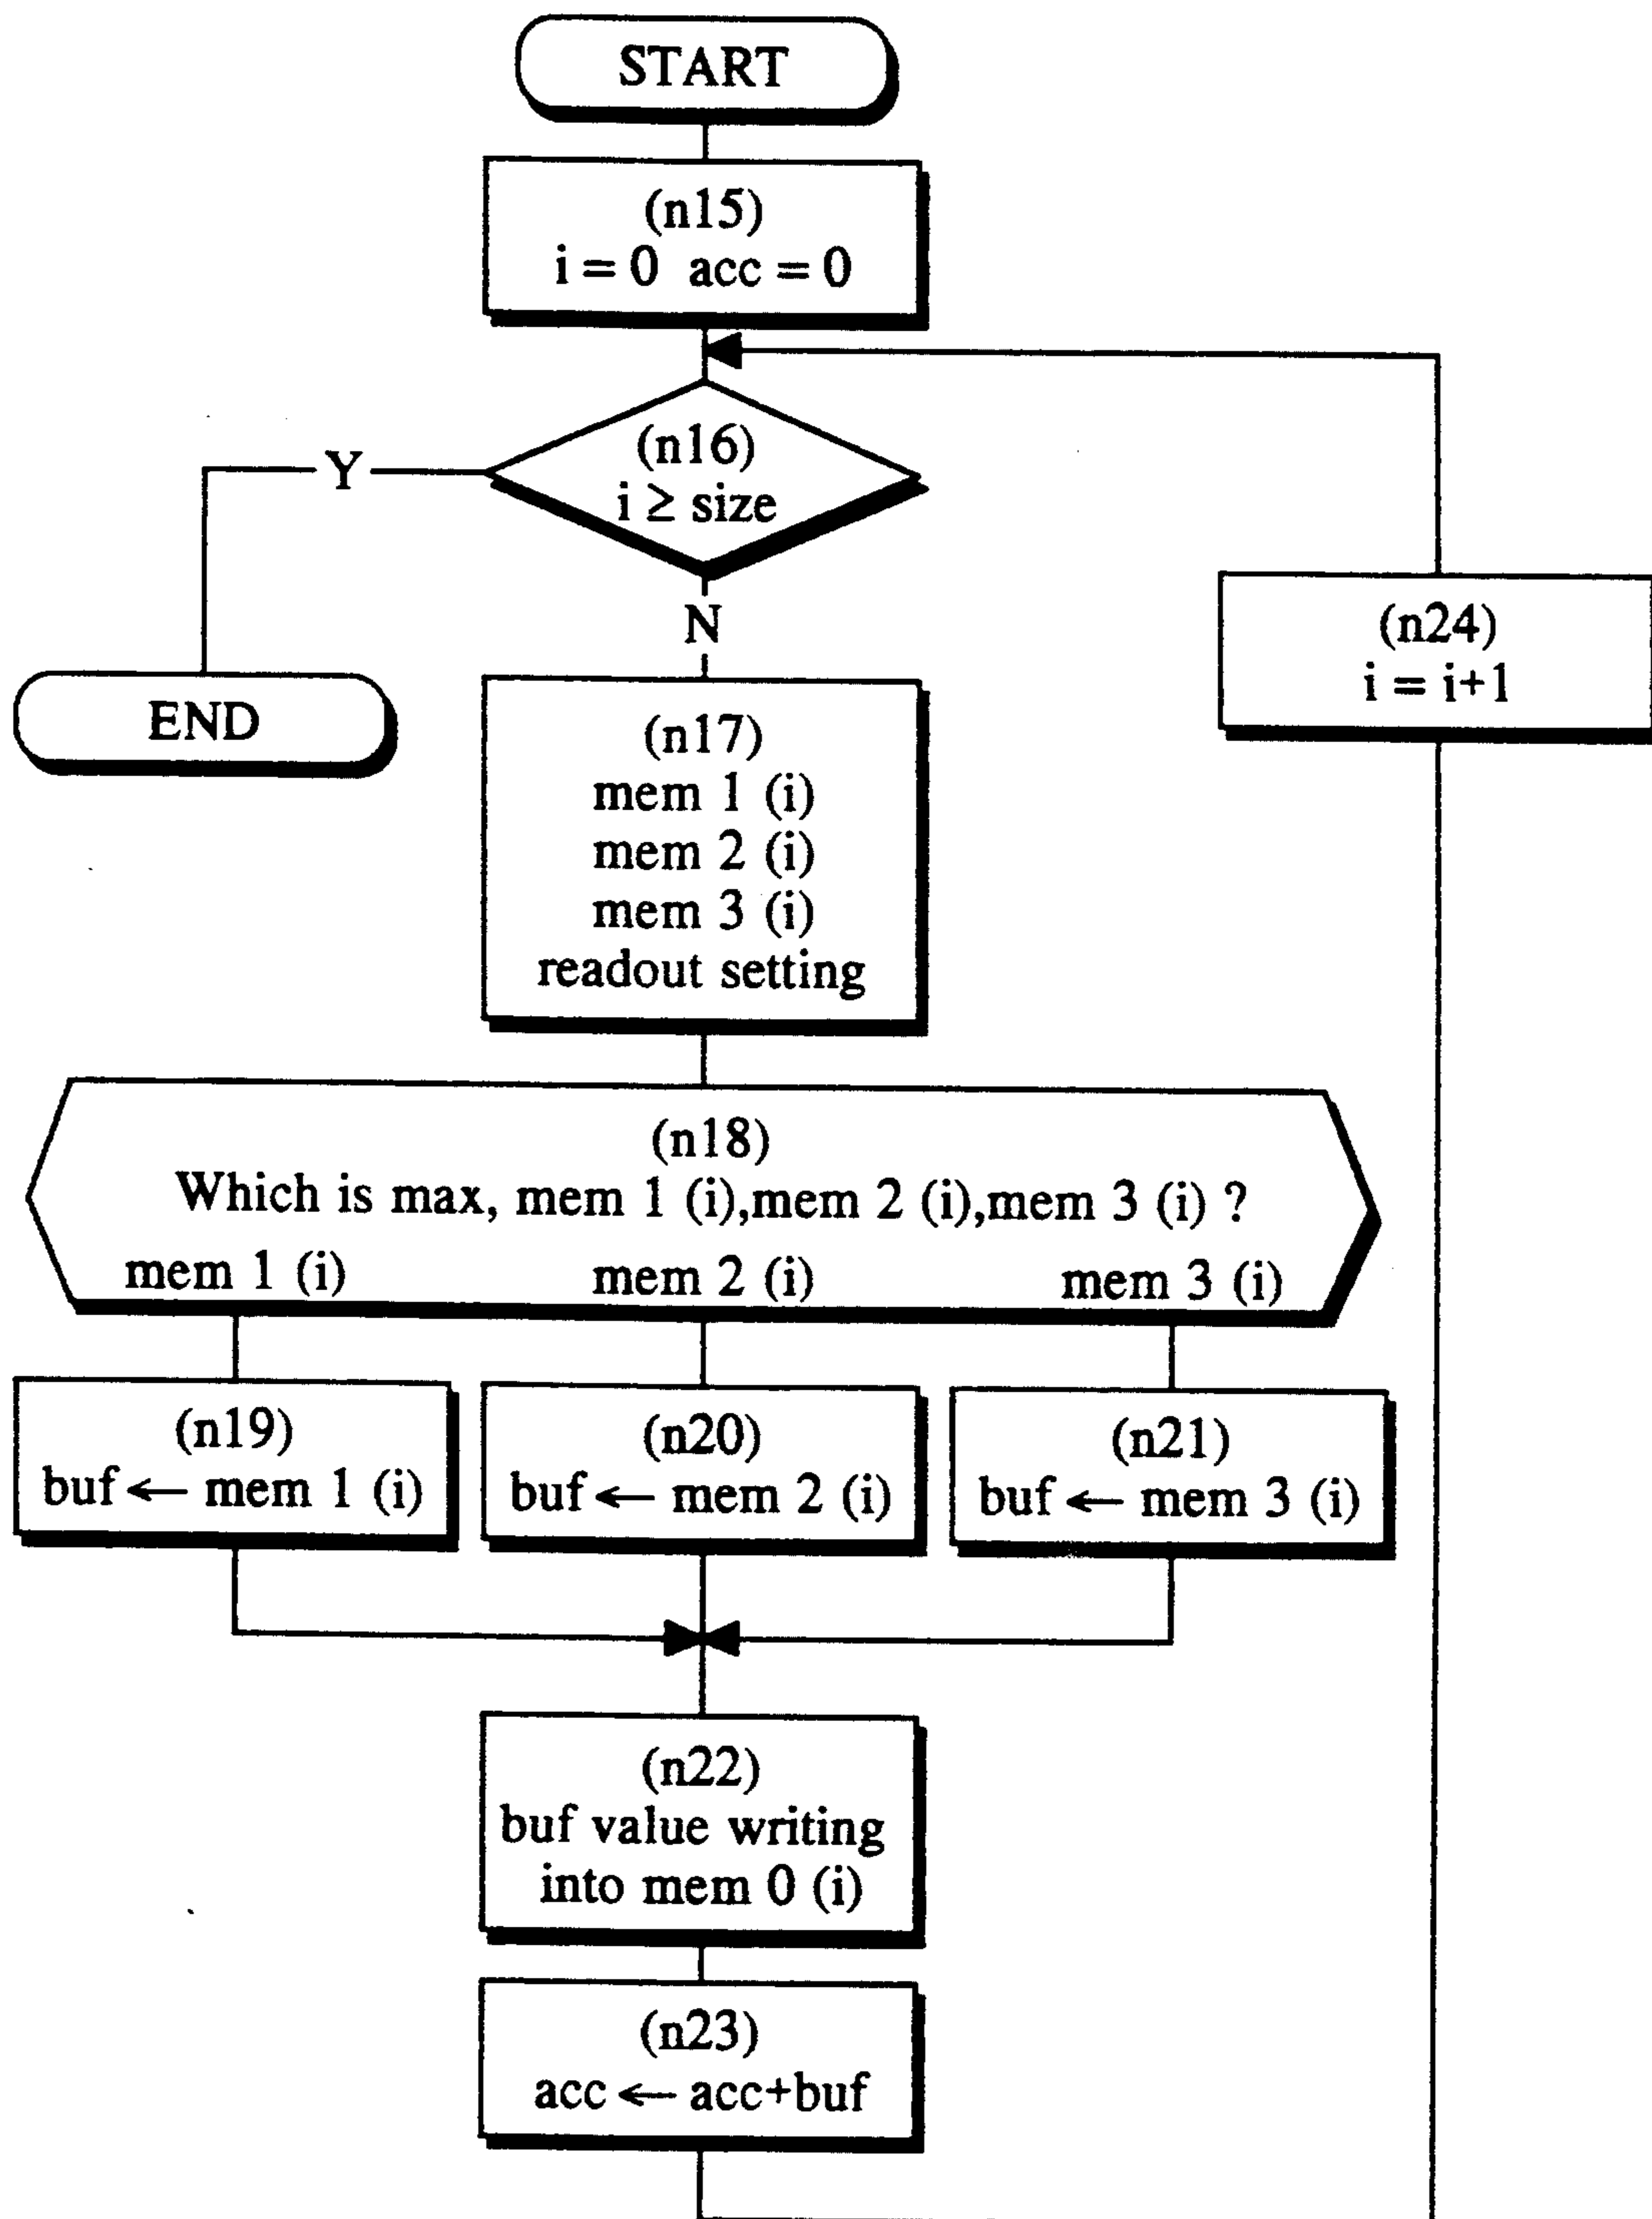 START
(n15)
i = 0 acc = 0
(n16)
i ≥ size
Y
N
END
(n24)
i = i+1
(n17)
mem 1 (i)
mem 2 (i)
mem 3 (i)
readout setting
(n18)
Which is max, mem 1 (i),mem 2 (i),mem 3 (i) ?
mem 1 (i) mem 2 (i) mem 3 (i)
(n19)
buf ← mem 1 (i)
(n20)
buf ← mem 2 (i)
(n21)
buf ← mem 3 (i)
(n22)
buf value writing
into mem 0 (i)
(n23)
acc ← acc+buf